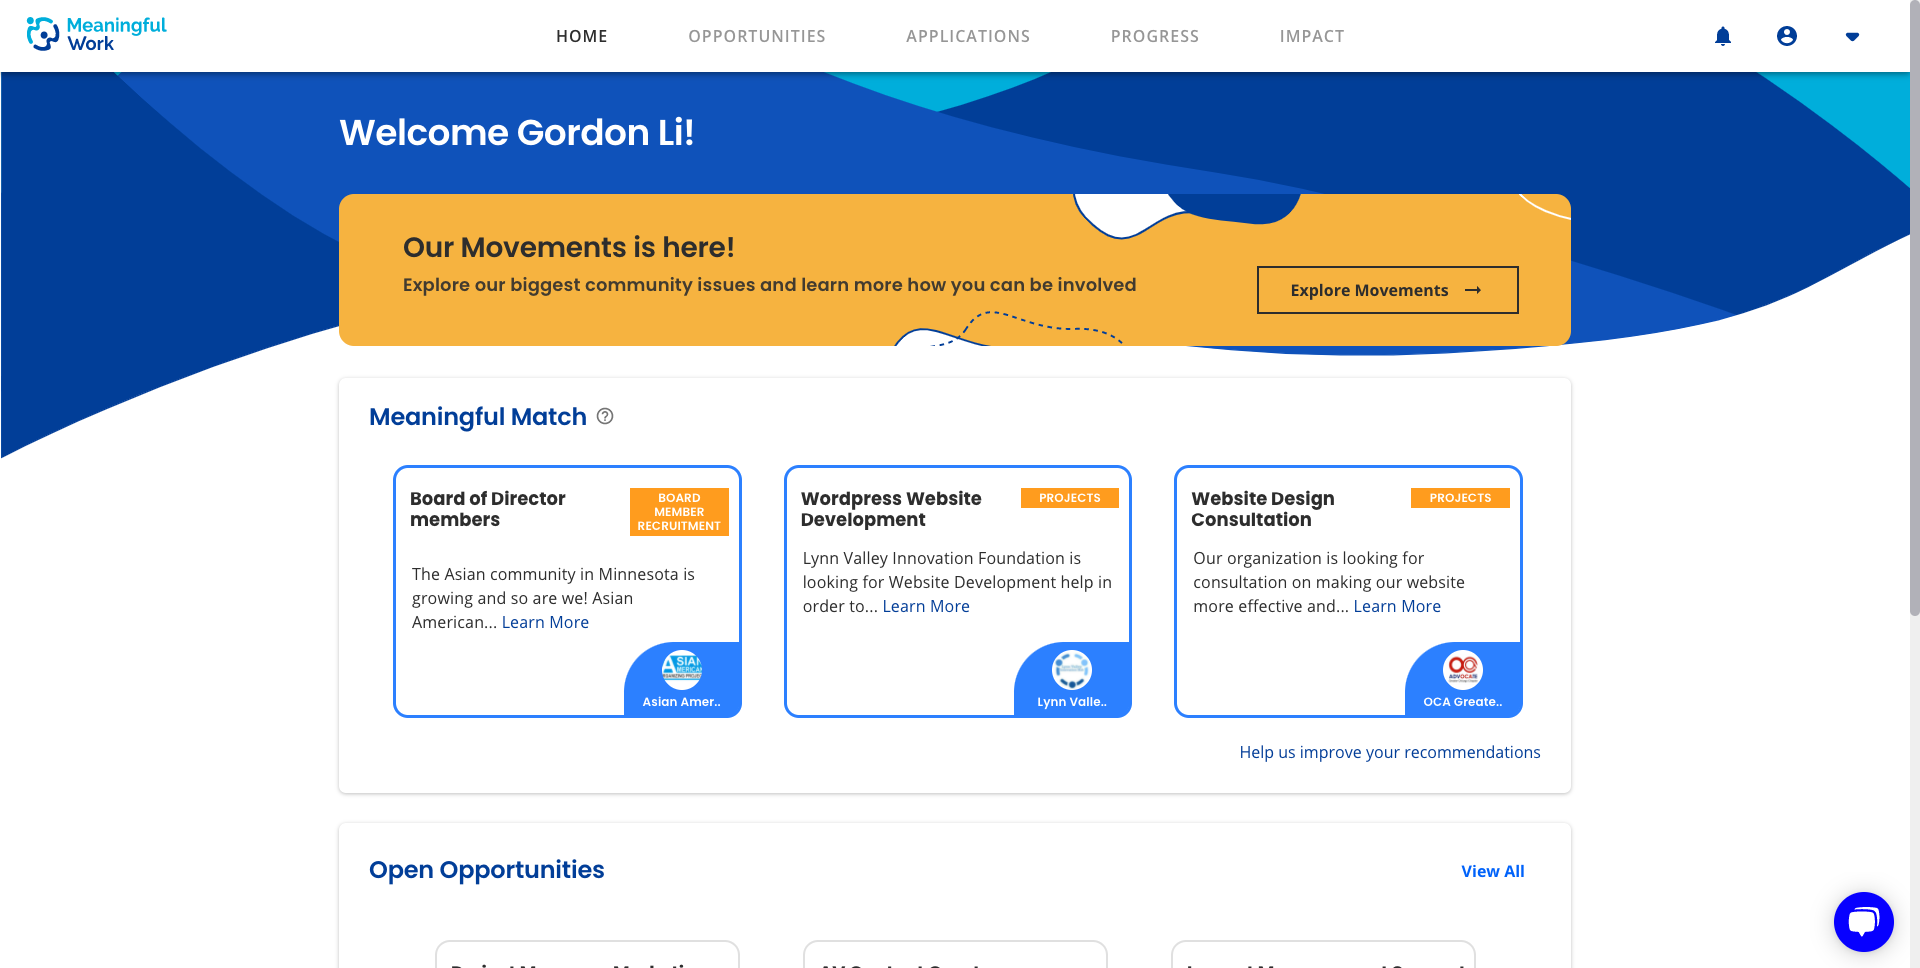 Meaningful
Work
HOME
OPPORTUNITIES
APPLICATIONS
PROGRESS
IMPACT
Welcome Gordon Li!
Our Movements is here!
Explore our biggest community issues and learn more how you can be involved
Explore Movements
Meaningful Match
Board of Director
members
BOARD
MEMBER
RECRUITMENT
The Asian community in Minnesota is
growing and so are we! Asian
American... Learn More
ASIAN
AMERICAN
Asian Amer..
Wordpress Website
Development
PROJECTS
Lynn Valley Innovation Foundation is
looking for Website Development help in
order to... Learn More
Lynn Valle..
Website Design
Consultation
PROJECTS
Our organization is looking for
consultation on making our website
more effective and... Learn More
ADVOCATE
OCA Greate..
Help us improve your recommendations
Open Opportunities
View All